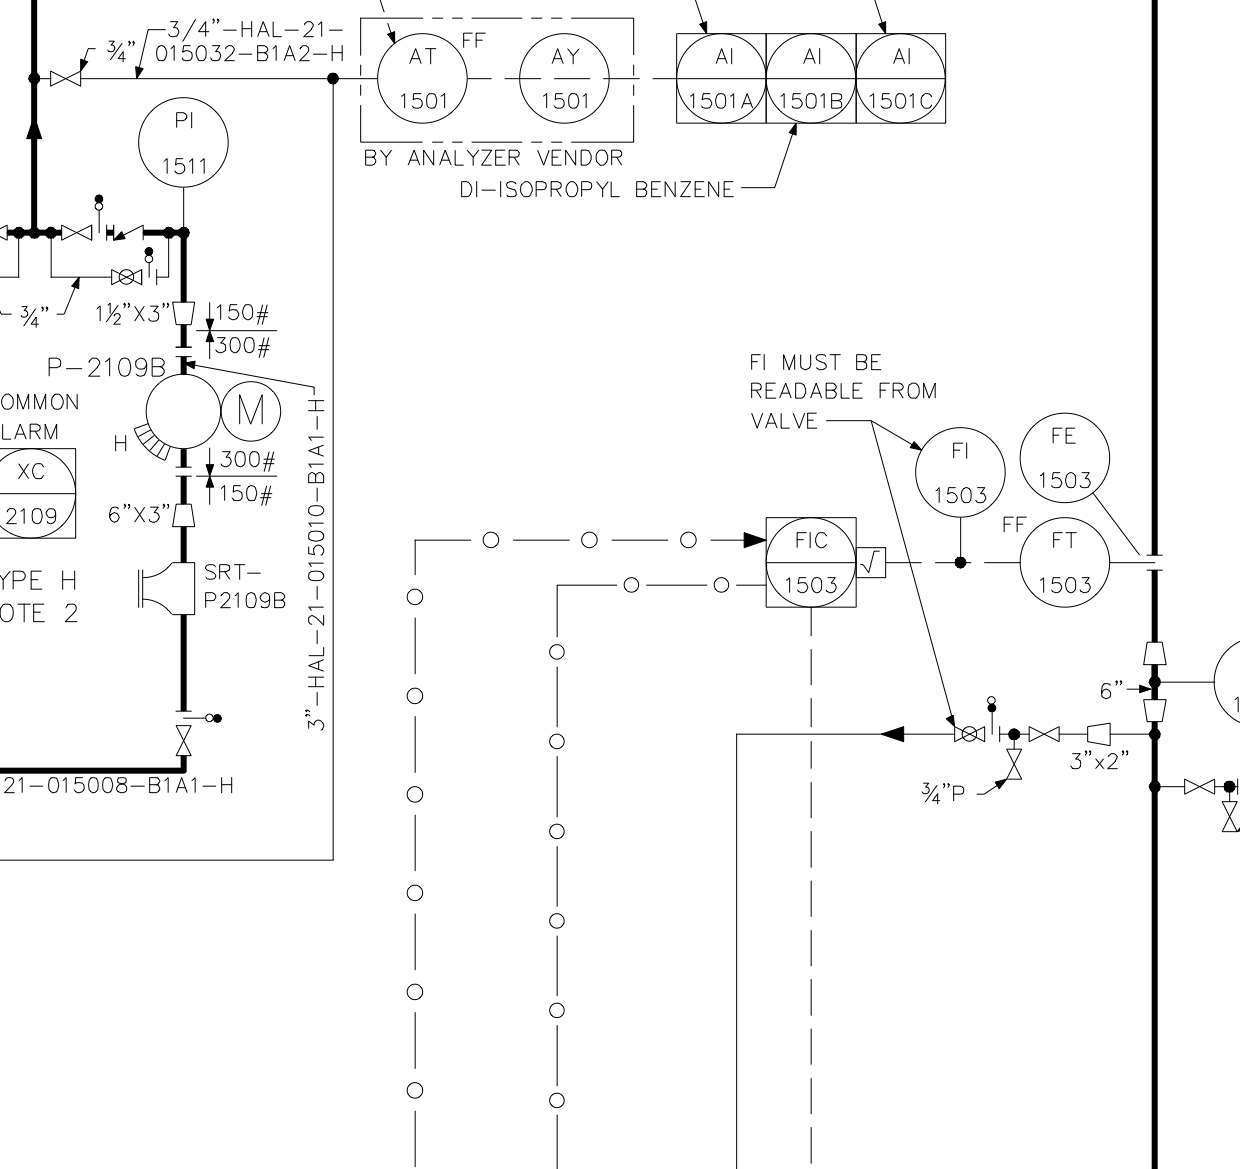 3/4"-HAL-21-
015032-B1A2-H
¾"
FF
AT
1501
AY
1501
AI
1501A
AI
1501B
AI
1501C
BY ANALYZER VENDOR
DI-ISOPROPYL BENZENE
PI
1511
¾"
1½"X3"
150#
300#
P-2109B
M
H
OMMON
LARM
XC
2109
300#
150#
6"X3"
3"-HAL-21-015010-B1A1-H
YPE H
OTE 2
SRT-
P2109B
21-015008-B1A1-H
FI MUST BE
READABLE FROM
VALVE
FI
1503
FE
1503
FF
FT
1503
FIC
1503
√
6"
1
3"x2"
¾"P